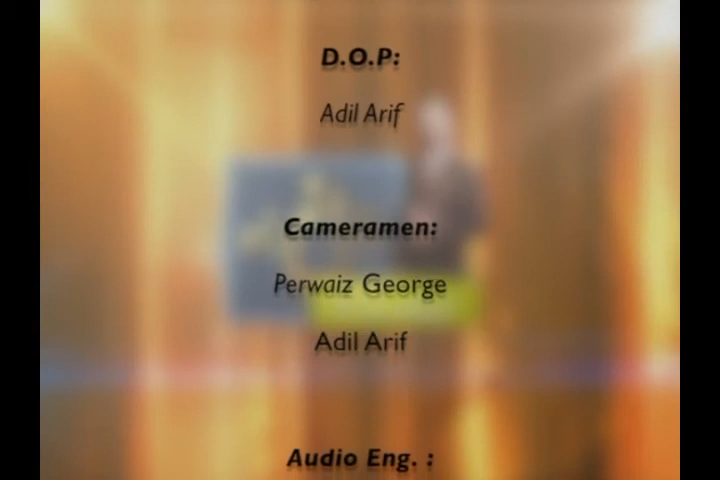 D.O.P:
Adil Arif
Cameramen:
Perwaiz George
Adil Arif
Audio Eng. :